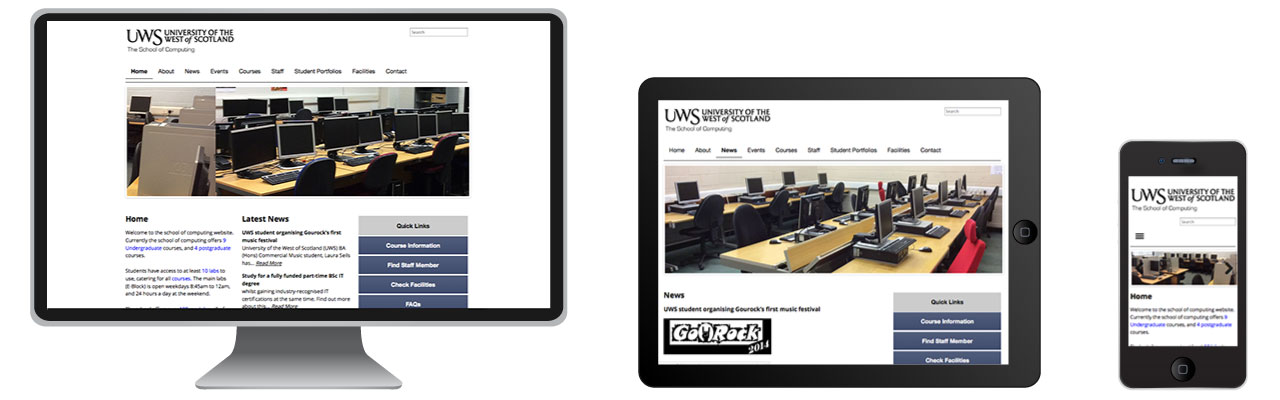 UWS UNIVERSITY OF THE
WEST of SCOTLAND
The School of Computing
Search
Home About News Events Courses Staff Student Portfolios Facilities Contact
Home
Welcome to the school of computing website.
Currently the school of computing offers 9
Undergraduate courses, and 4 postgraduate
courses.
Students have access to at least 10 labs to
use, catering for all courses. The main labs
(E-Block) is open weekdays 8:45am to 12am,
and 24 hours a day at the weekend.
Latest News
UWS student organising Gourock's first
music festival
University of the West of Scotland (UWS) BA
(Hons) Commercial Music student, Laura Sells
has... Read More
Study for a fully funded part-time BSc IT
degree
whilst gaining industry-recognised IT
certifications at the same time. Find out more
about this... Read More
Quick Links
Course Information
Find Staff Member
Check Facilities
FAQs
UWS UNIVERSITY OF THE
WEST of SCOTLAND
The School of Computing
Search
Home About News Events Courses Staff Student Portfolios Facilities Contact
News
UWS student organising Gourock's first music festival
GoRock
2014
Quick Links
Course Information
Find Staff Member
Check Facilities
UWS UNIVERSITY OF THE
WEST of SCOTLAND
The School of Computing
Search
Home
Welcome to the school of computing website.
Currently the school of computing offers 9
Undergraduate courses, and 4 postgraduate
courses.